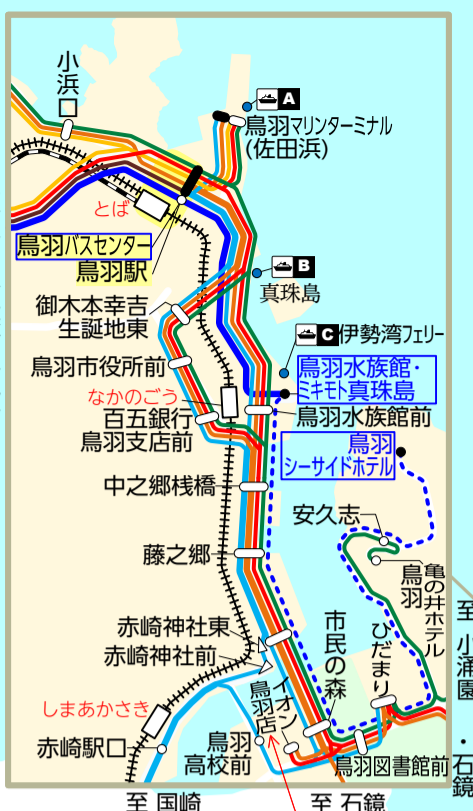 小浜口
A
鳥羽マリンターミナル
(佐田浜)
とば
鳥羽バスセンター
鳥羽駅
B
真珠島
御木本幸吉
生誕地東
C 伊勢湾フェリー
鳥羽市役所前
鳥羽水族館・
ミキモト真珠島
なかのごう
百五銀行
鳥羽支店前
鳥羽水族館前
鳥羽
シーサイドホテル
中之郷桟橋
安久志
藤之郷
亀の井ホテル
鳥羽
至 小涌園・石鏡
赤崎神社東
赤崎神社前
市民の森
ひだまり
しまあかさき
イオン
鳥羽店
赤崎駅口
鳥羽
高校前
鳥羽図書館前
至 国崎
至 石鏡